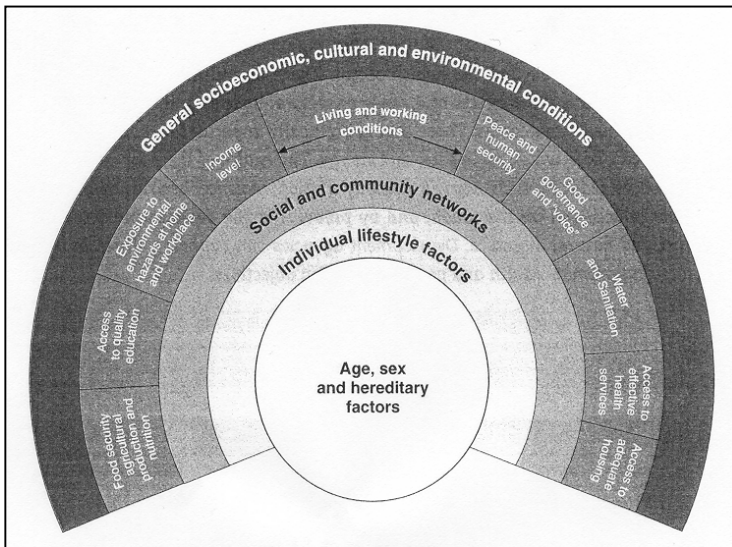 General socioeconomic, cultural and environmental conditions
Living and working
conditions
Income
level
Peace and
human
security
Good
governance
and "voice"
Exposure to
environmental
hazards at home
and workplace
Water
and Sanitation
Access
to quality
education
Access to
effective
health
services
Food security
agricultural
production and
nutrition
Access to
adequate
housing
Social and community networks
Individual lifestyle factors
Age, sex
and hereditary
factors